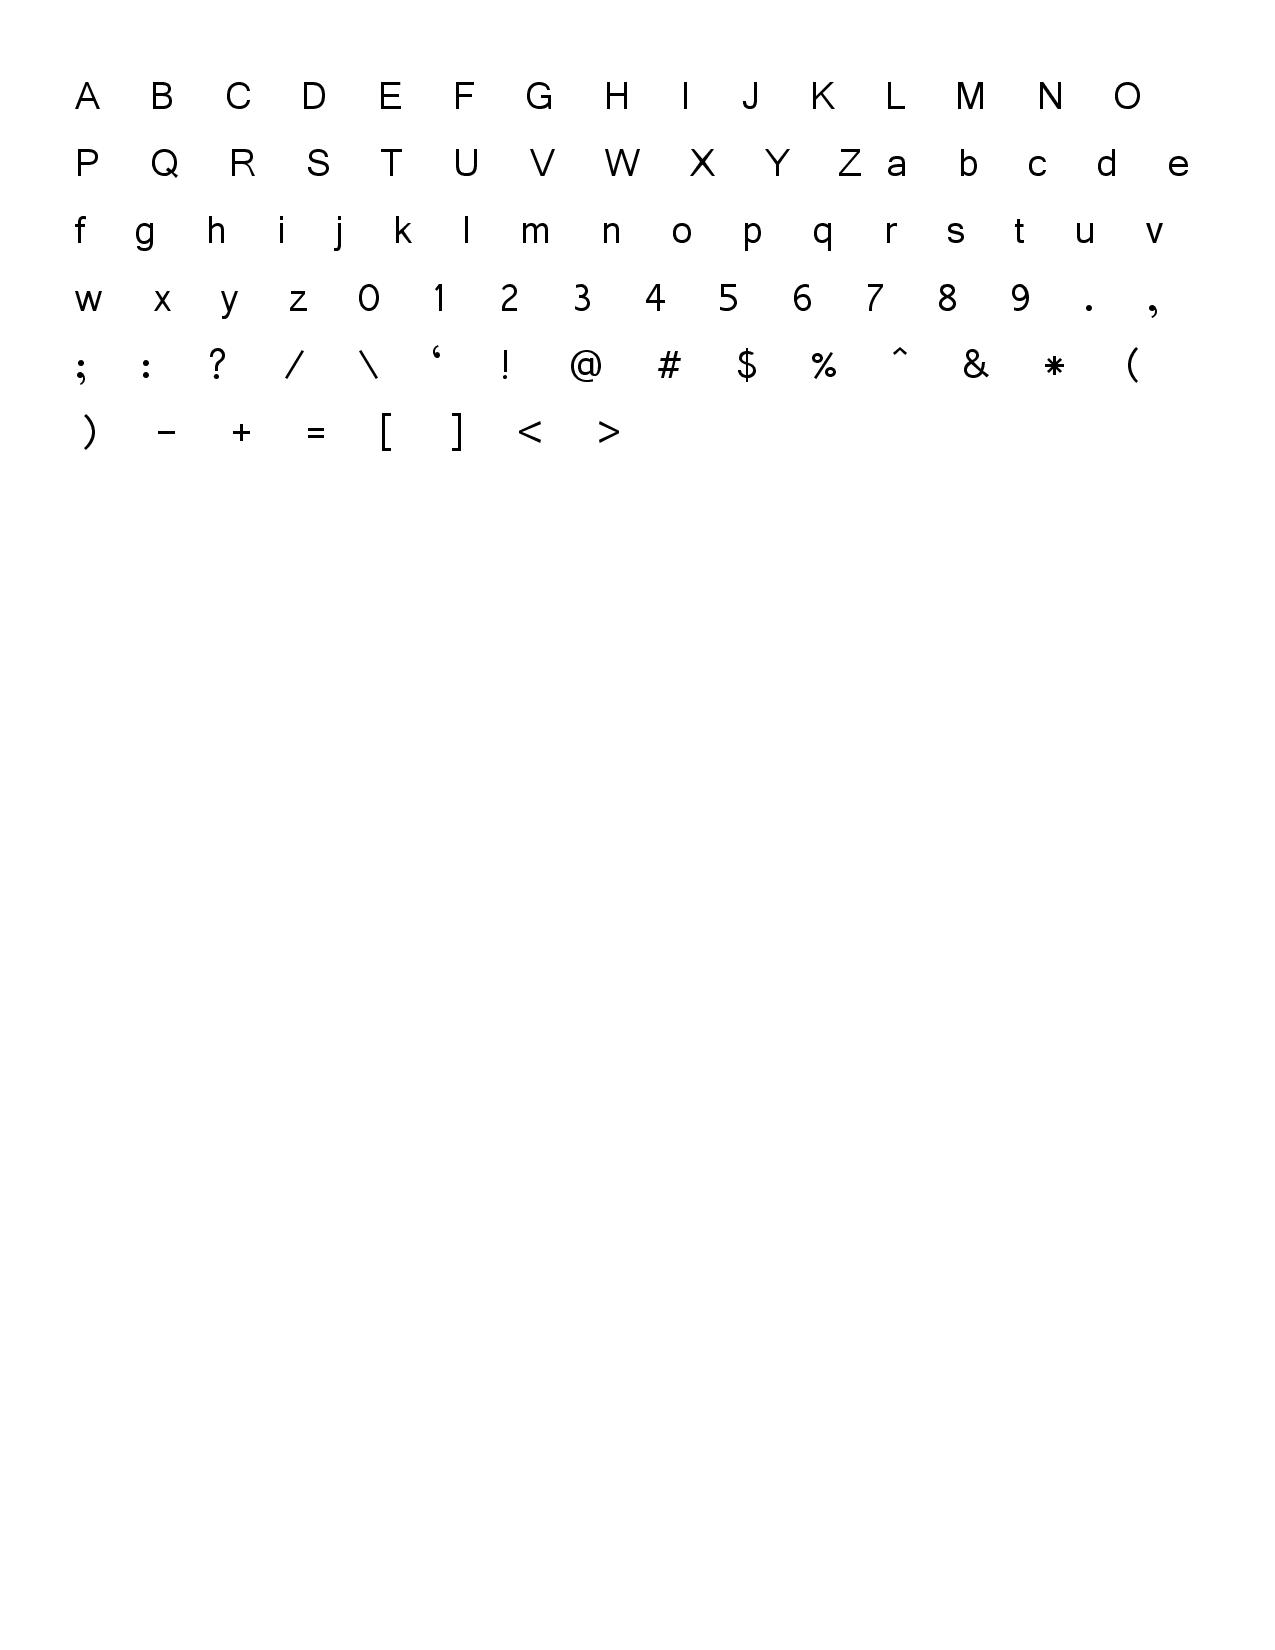 A B C D E F G H I J K L M N O
P Q R S T U V W X Y Z a b c d e
f g h i j k l m n o p q r s t u v
w x y z 0 1 2 3 4 5 6 7 8 9 . ,
; : ? / \ ‘ ! @ # $ % ^ & * (
) - + = [ ] < >